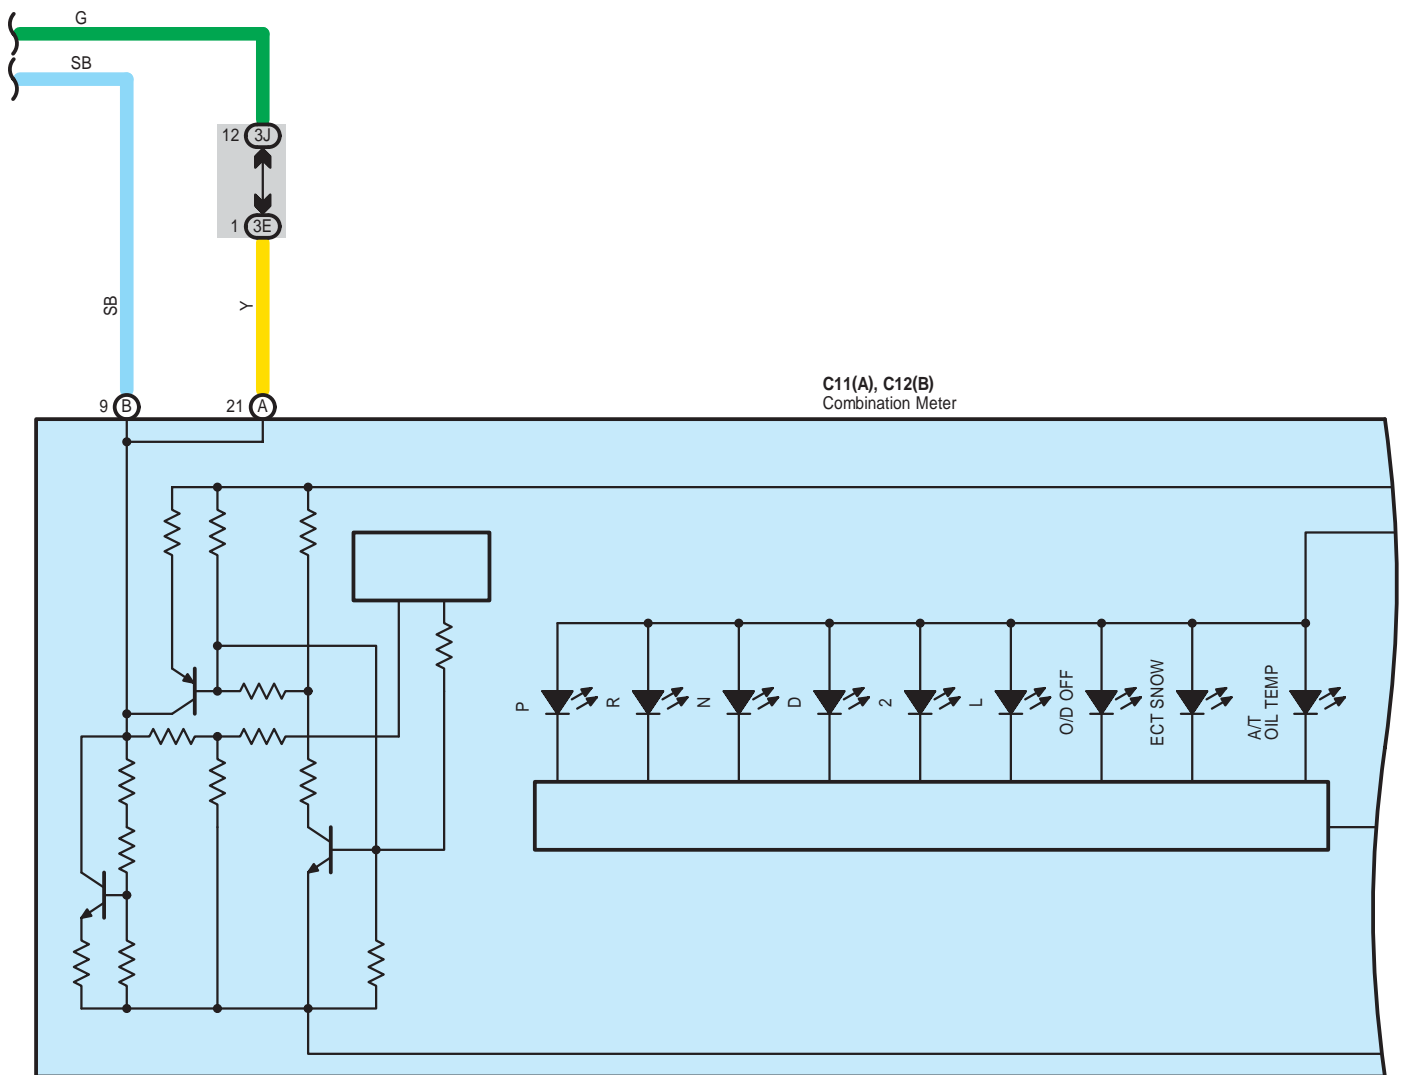 G
SB
12 3J
1 3E
SB
Y
C11(A), C12(B)
Combination Meter
9 B
21 A
P
R
N
D
2
L
O/D OFF
ECT SNOW
A/T
OIL TEMP